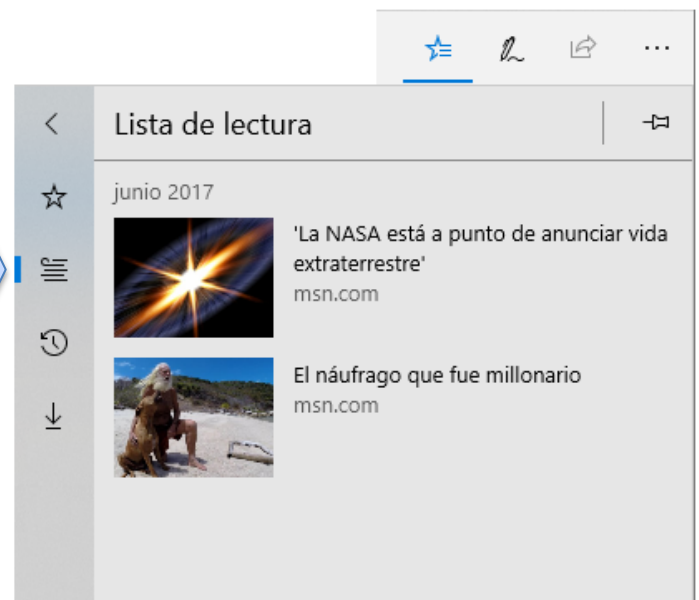 Lista de lectura
junio 2017
'La NASA está a punto de anunciar vida
extraterrestre'
msn.com
El náufrago que fue millonario
msn.com